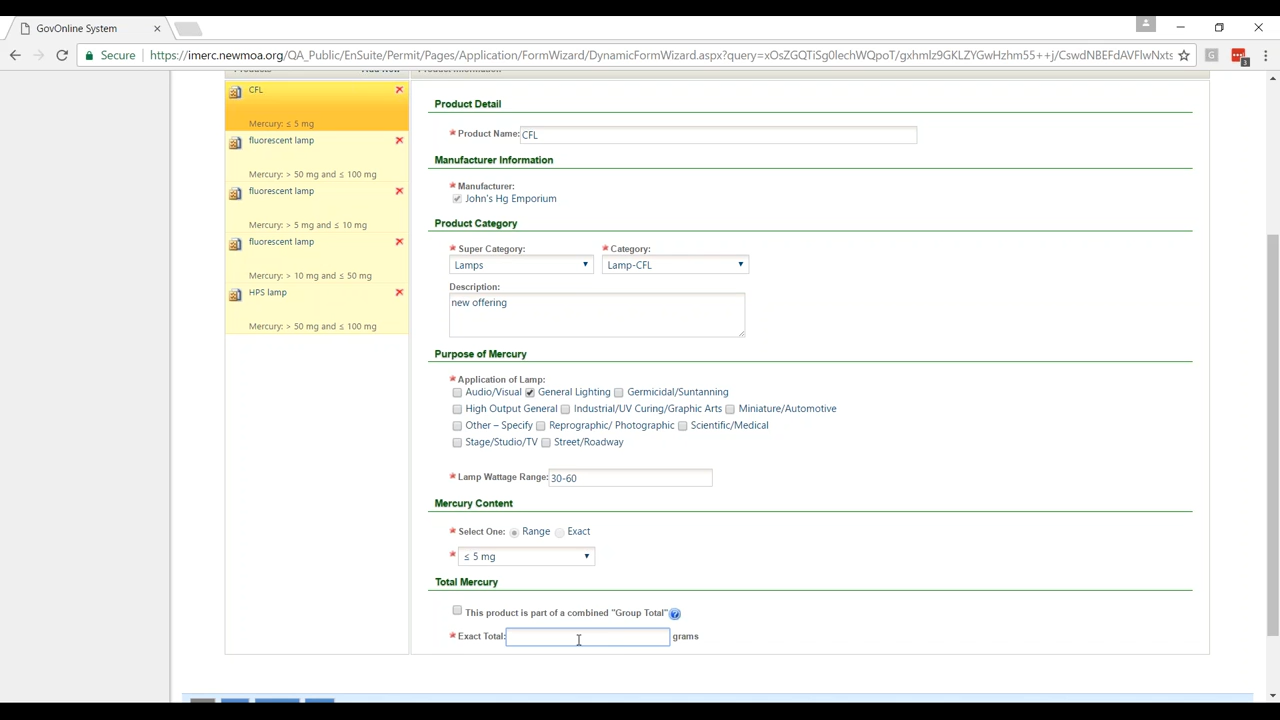 GovOnline System
Secure https://imerc.newmoa.org/QA_Public/EnSuite/Permit/Pages/Application/FormWizard/DynamicFormWizard.aspx?query=xOsZGQTiSg0lechWQpoT/gxhmlz9GKLZYGwHzhm55++j/CswdNBEFdAVFlwNxts
3
CFL
Mercury: ≤ 5 mg
fluorescent lamp
Mercury: > 50 mg and ≤ 100 mg
fluorescent lamp
Mercury: > 5 mg and ≤ 10 mg
fluorescent lamp
Mercury: > 10 mg and ≤ 50 mg
HPS lamp
Mercury: > 50 mg and ≤ 100 mg
Product Detail
* Product Name: CFL
Manufacturer Information
* Manufacturer:
John's Hg Emporium
Product Category
* Super Category: * Category:
Lamps Lamp-CFL
Description:
new offering
Purpose of Mercury
* Application of Lamp:
Audio/Visual General Lighting Germicidal/Suntanning
High Output General Industrial/UV Curing/Graphic Arts Miniature/Automotive
Other – Specify Reprographic/ Photographic Scientific/Medical
Stage/Studio/TV Street/Roadway
* Lamp Wattage Range: 30-60
Mercury Content
* Select One: Range Exact
* ≤ 5 mg
Total Mercury
This product is part of a combined "Group Total" ?
* Exact Total: grams